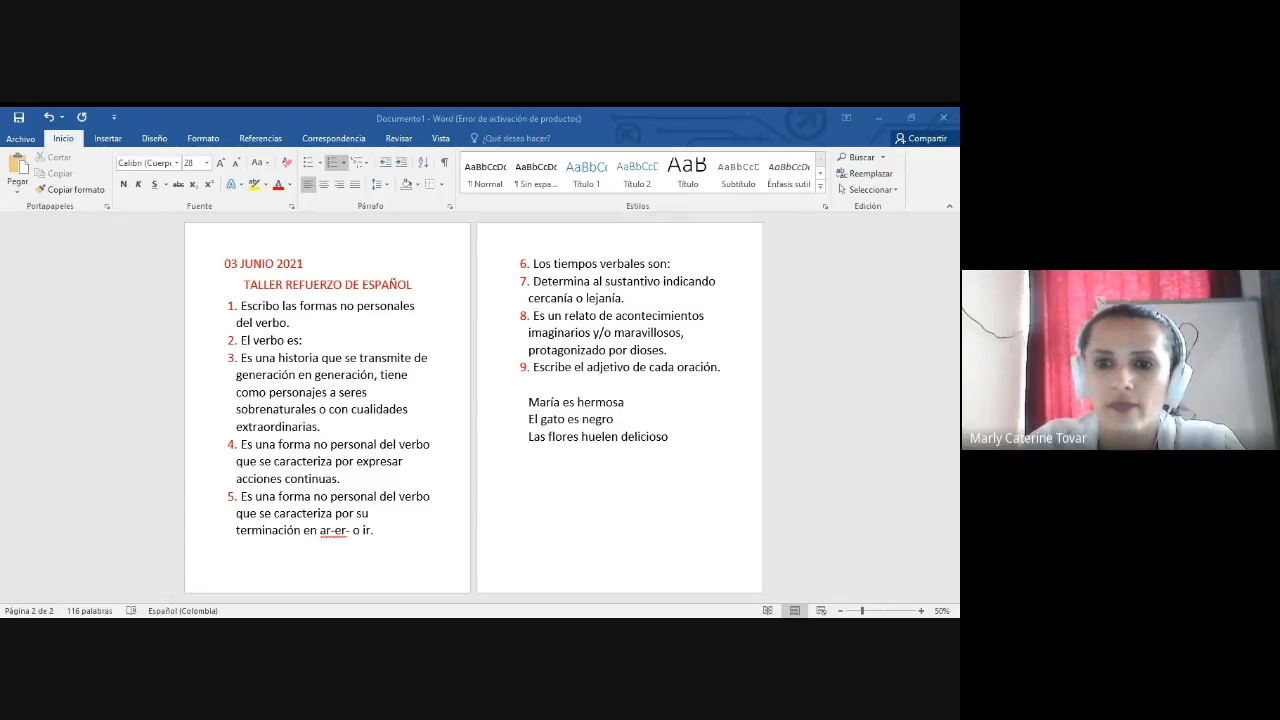 Documento1 - Word (Error de activación de productos)
Archivo Inicio Insertar Diseño Formato Referencias Correspondencia Revisar Vista ¿Qué desea hacer? Compartir
Pegar
Cortar
Copiar
Copiar formato
Portapapeles
Calibri (Cuerpo 28
N K S abc x₂ x²
Fuente
Párrafo
AaBbCcDc AaBbCcDc AaBbCc AaBbCcD AaB AaBbCcD AaBbCcDc
¶ Normal ¶ Sin espa... Título 1 Título 2 Título Subtítulo Énfasis sutil
Estilos
Buscar
Reemplazar
Seleccionar
Edición
03 JUNIO 2021
TALLER REFUERZO DE ESPAÑOL
1. Escribo las formas no personales
del verbo.
2. El verbo es:
3. Es una historia que se transmite de
generación en generación, tiene
como personajes a seres
sobrenaturales o con cualidades
extraordinarias.
4. Es una forma no personal del verbo
que se caracteriza por expresar
acciones continuas.
5. Es una forma no personal del verbo
que se caracteriza por su
terminación en ar-er- o ir.
6. Los tiempos verbales son:
7. Determina al sustantivo indicando
cercanía o lejanía.
8. Es un relato de acontecimientos
imaginarios y/o maravillosos,
protagonizado por dioses.
9. Escribe el adjetivo de cada oración.
María es hermosa
El gato es negro
Las flores huelen delicioso
Marly Caterine Tovar
Página 2 de 2 116 palabras Español (Colombia) 50%